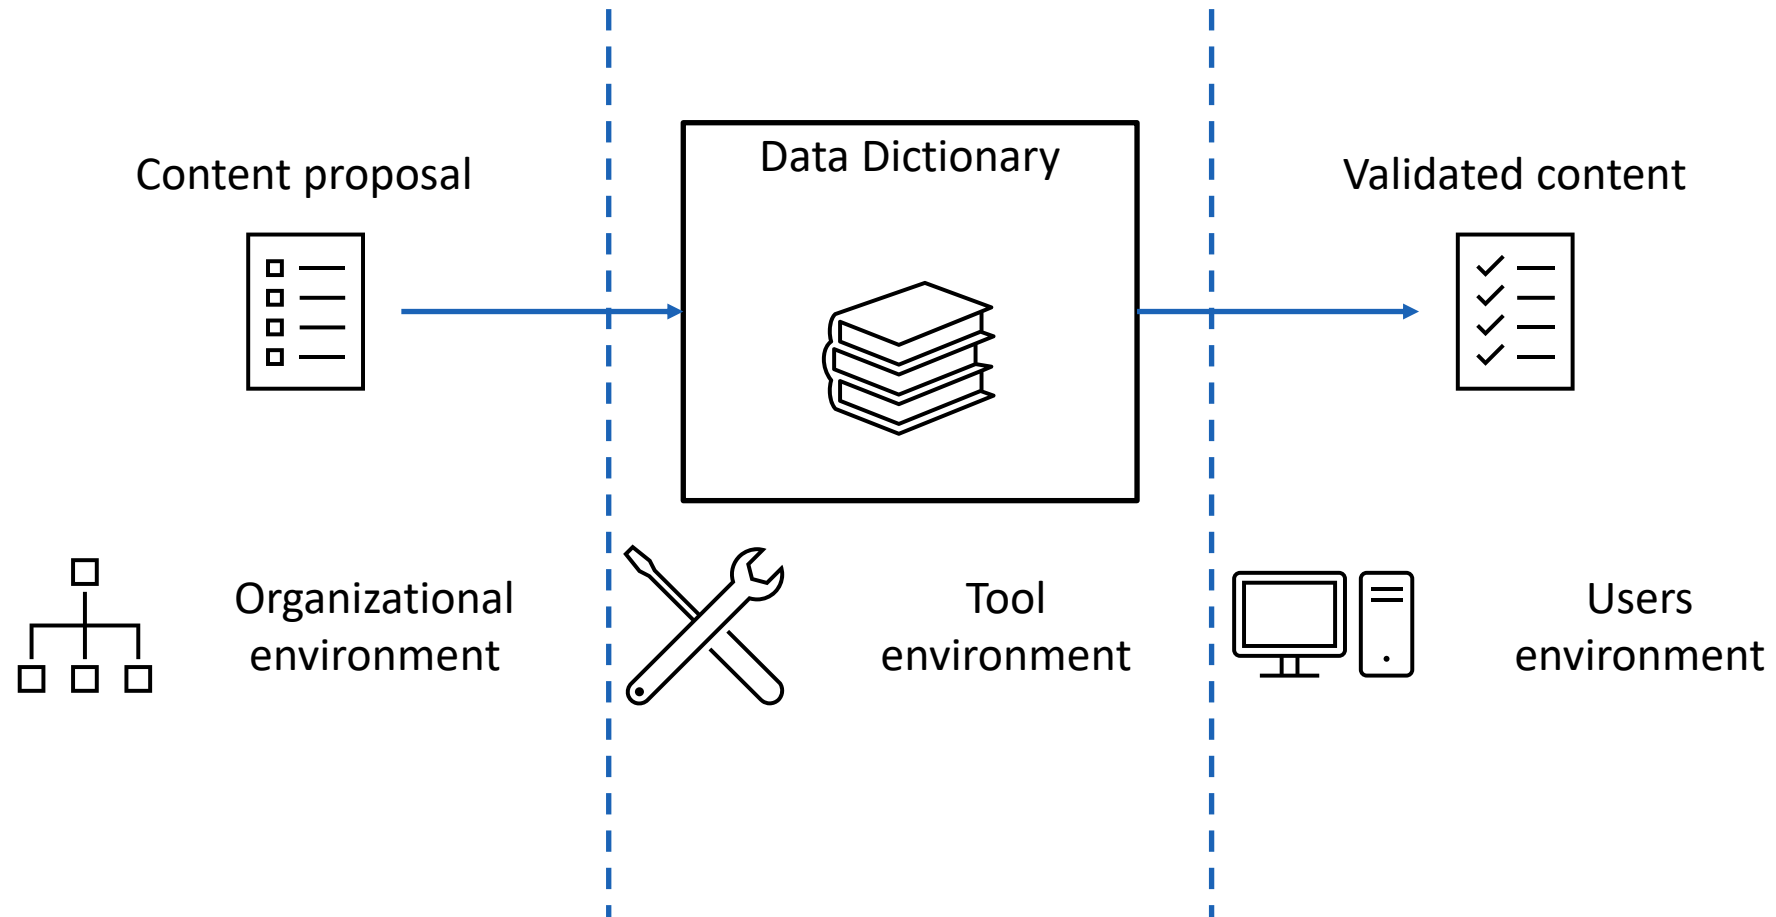 Content proposal
Data Dictionary
Validated content
Organizational
environment
Tool
environment
Users
environment